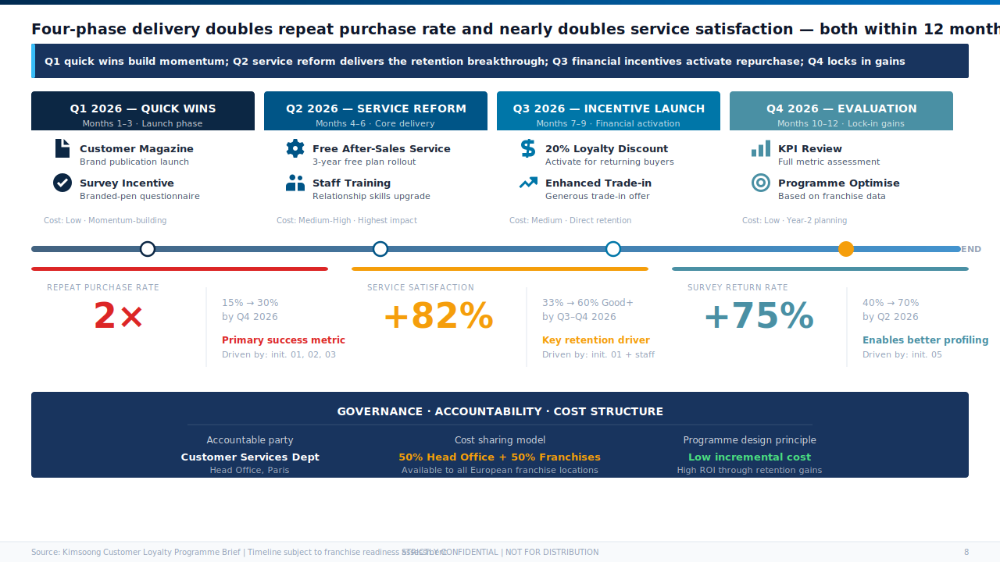 Four-phase delivery doubles repeat purchase rate and nearly doubles service satisfaction — both within 12 month
Q1 quick wins build momentum; Q2 service reform delivers the retention breakthrough; Q3 financial incentives activate repurchase; Q4 locks in gains
Q1 2026 — QUICK WINS
Months 1–3 · Launch phase
Customer Magazine
Brand publication launch
Survey Incentive
Branded-pen questionnaire
Cost: Low · Momentum-building
Q2 2026 — SERVICE REFORM
Months 4–6 · Core delivery
Free After-Sales Service
3-year free plan rollout
Staff Training
Relationship skills upgrade
Cost: Medium-High · Highest impact
Q3 2026 — INCENTIVE LAUNCH
Months 7–9 · Financial activation
20% Loyalty Discount
Activate for returning buyers
Enhanced Trade-in
Generous trade-in offer
Cost: Medium · Direct retention
Q4 2026 — EVALUATION
Months 10–12 · Lock-in gains
KPI Review
Full metric assessment
Programme Optimise
Based on franchise data
Cost: Low · Year-2 planning
END
REPEAT PURCHASE RATE
2×
15% → 30%
by Q4 2026
Primary success metric
Driven by: init. 01, 02, 03
SERVICE SATISFACTION
+82%
33% → 60% Good+
by Q3–Q4 2026
Key retention driver
Driven by: init. 01 + staff
SURVEY RETURN RATE
+75%
40% → 70%
by Q2 2026
Enables better profiling
Driven by: init. 05
GOVERNANCE · ACCOUNTABILITY · COST STRUCTURE
Accountable party
Customer Services Dept
Head Office, Paris
Cost sharing model
50% Head Office + 50% Franchises
Available to all European franchise locations
Programme design principle
Low incremental cost
High ROI through retention gains
Source: Kimsoong Customer Loyalty Programme Brief | Timeline subject to franchise readiness assessment
STRICTLY CONFIDENTIAL | NOT FOR DISTRIBUTION
8